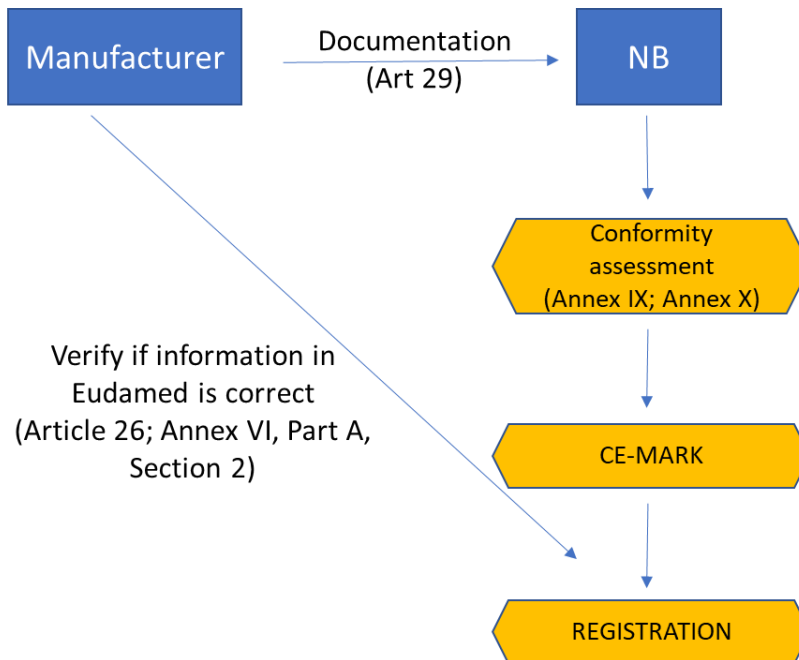 Manufacturer
Documentation
(Art 29)
NB
Conformity
assessment
(Annex IX; Annex X)
Verify if information in
Eudamed is correct
(Article 26; Annex VI, Part A,
Section 2)
CE-MARK
REGISTRATION